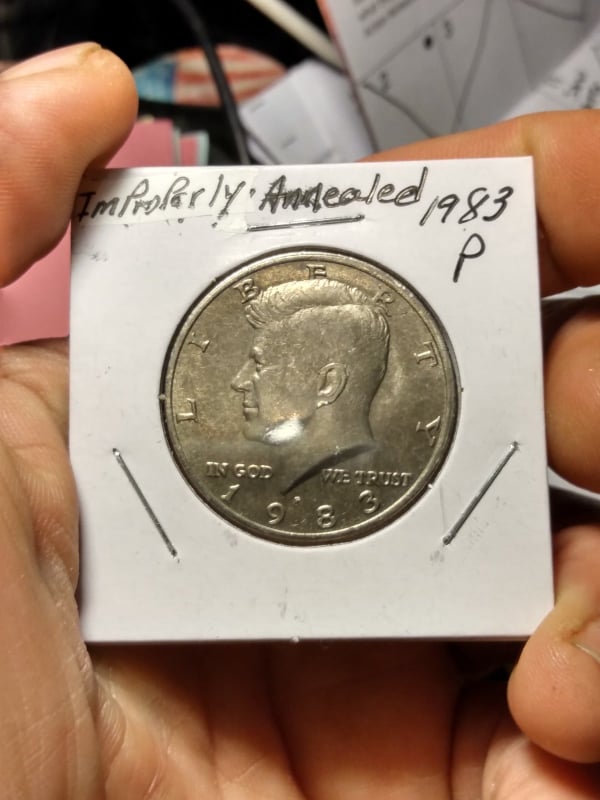 ImProPerly Annealed 1983
P
LIBERTY
IN GOD WE TRUST
1983